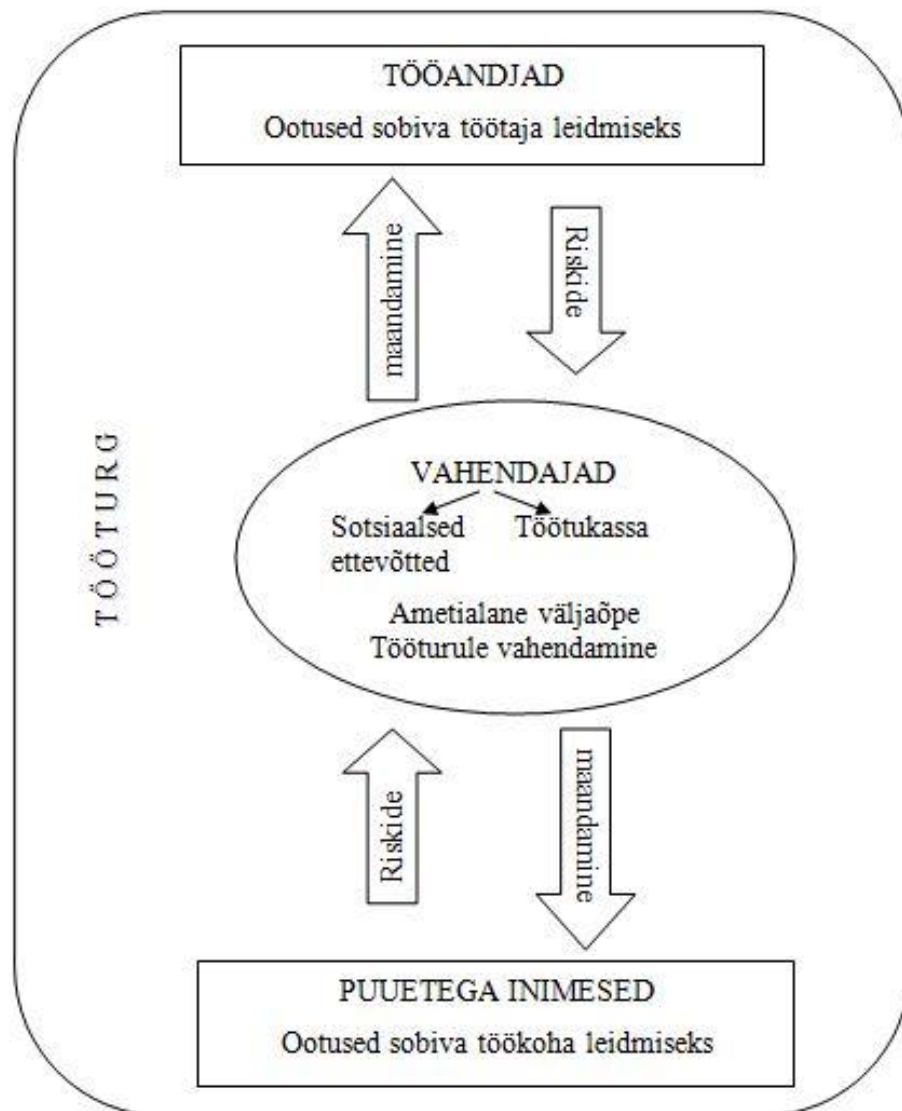 TÖÖANDJAD
Ootused sobiva töötaja leidmiseks
maandamine
Riskide
TÖÖTURG
VAHENDAJAD
Sotsiaalsed
ettevõtted
Töötukassa
Ametialane väljaõpe
Tööturule vahendamine
Riskide
maandamine
PUUETEGA INIMESED
Ootused sobiva töökoha leidmiseks